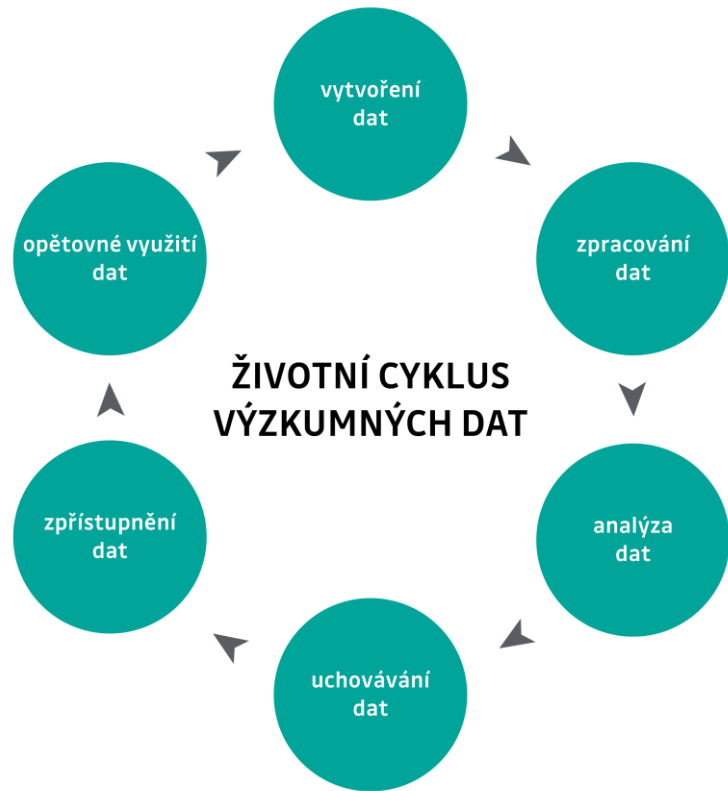 vytvoření
dat
zpracování
dat
analýza
dat
uchovávání
dat
zpřístupnění
dat
opětovné využití
dat
ŽIVOTNÍ CYKLUS
VÝZKUMNÝCH DAT